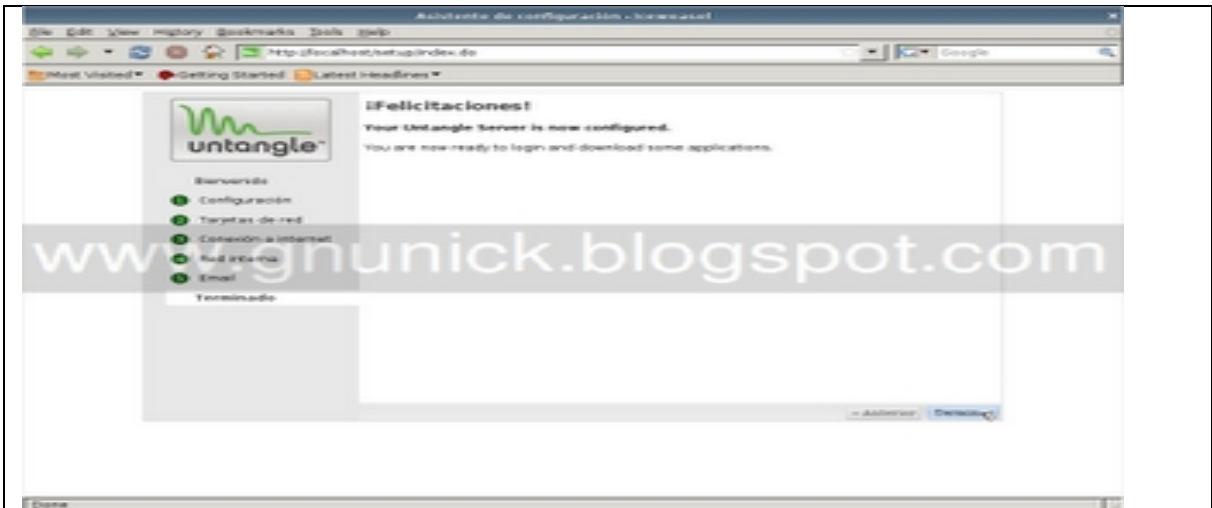 Asistente de configuración - Iceweasel
File Edit View History Bookmarks Tools Help
http://localhost/setup/index.do
Google
Most Visited Getting Started Latest Headlines
untangle
Bienvenido
Configuración
Tarjetas de red
Conexión a internet
Red interna
Email
Terminado
¡Felicitaciones!
Your Untangle Server is now configured.
You are now ready to login and download some applications.
www.gnunick.blogspot.com
« Anterior
Done